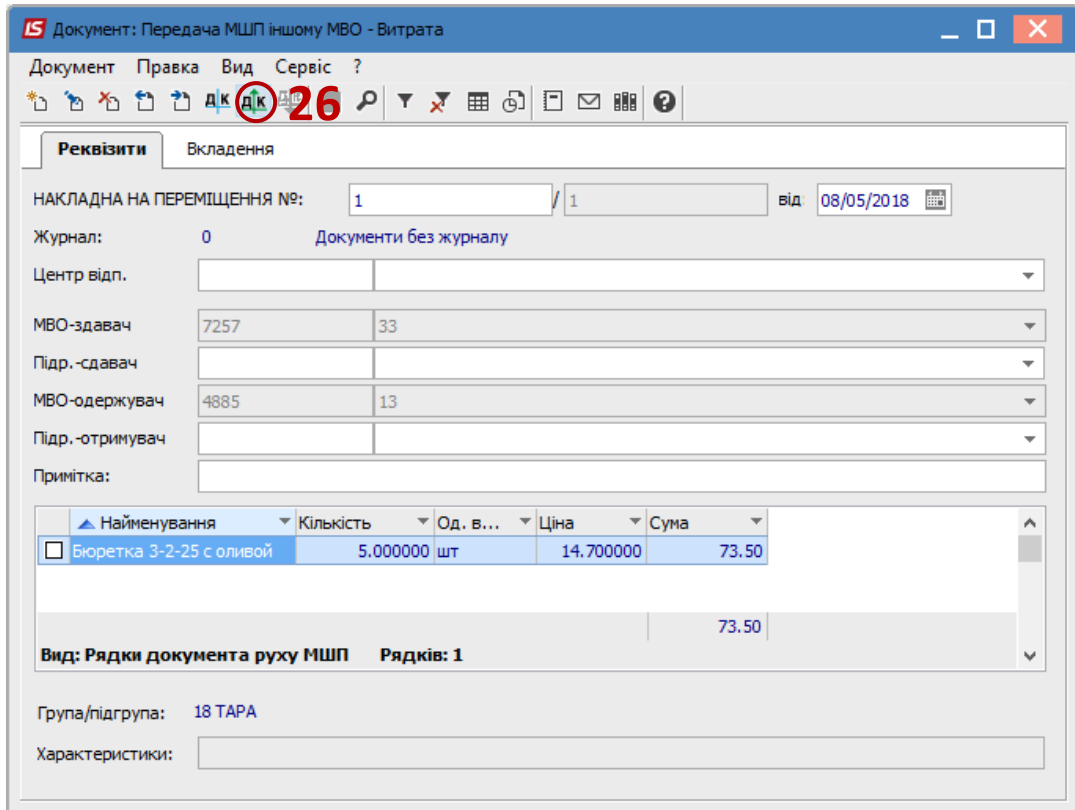 Документ: Передача МШП іншому МВО - Витрата
Документ Правка Вид Сервіс ?
26
Реквізити Вкладення
НАКЛАДНА НА ПЕРЕМІЩЕННЯ №: 1 / 1 від: 08/05/2018
Журнал: 0 Документи без журналу
Центр відп.
МВО-здавач 7257 33
Підр.-сдавач
МВО-одержувач 4885 13
Підр.-отримувач
Примітка:
Найменування Кількість Од. в... Ціна Сума
Бюретка 3-2-25 с оливой 5.000000 шт 14.700000 73.50
73.50
Вид: Рядки документа руху МШП Рядків: 1
Група/підгрупа: 18 ТАРА
Характеристики: